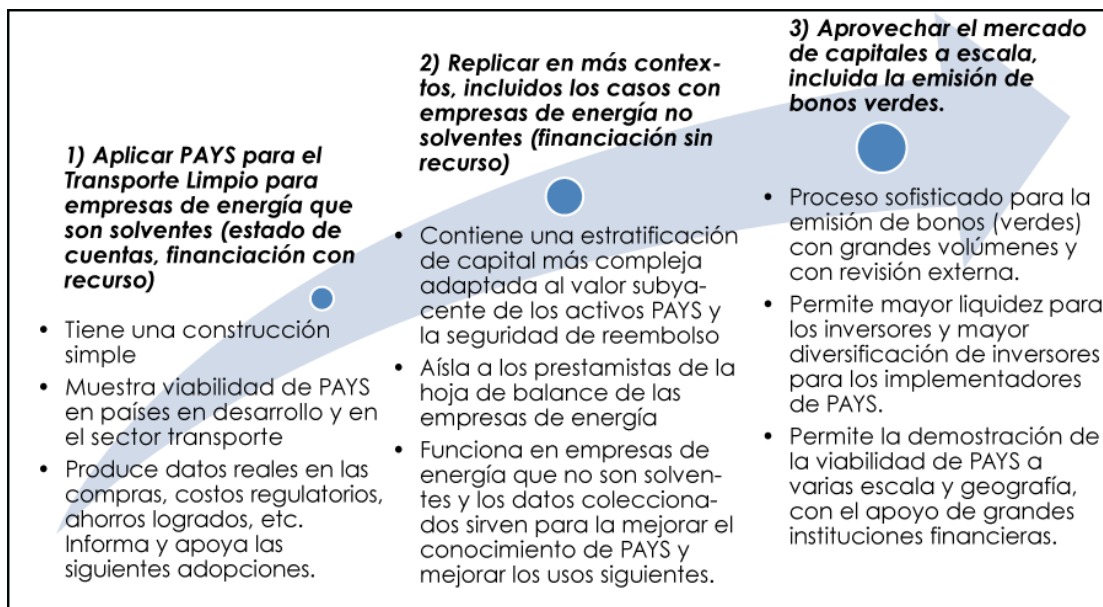 1) Aplicar PAYS para el
Transporte Limpio para
empresas de energía que
son solventes (estado de
cuentas, financiación con
recurso)
• Tiene una construcción
simple
• Muestra viabilidad de PAYS
en países en desarrollo y en
el sector transporte
• Produce datos reales en las
compras, costos regulatorios,
ahorros logrados, etc.
Informa y apoya las
siguientes adopciones.
2) Replicar en más contex-
tos, incluidos los casos con
empresas de energía no
solventes (financiación sin
recurso)
• Contiene una estratificación
de capital más compleja
adaptada al valor subya-
cente de los activos PAYS y
la seguridad de reembolso
• Aísla a los prestamistas de la
hoja de balance de las
empresas de energía
• Funciona en empresas de
energía que no son solven-
tes y los datos colecciona-
dos sirven para la mejorar el
conocimiento de PAYS y
mejorar los usos siguientes.
3) Aprovechar el mercado
de capitales a escala,
incluida la emisión de
bonos verdes.
• Proceso sofisticado para la
emisión de bonos (verdes)
con grandes volúmenes y
con revisión externa.
• Permite mayor liquidez para
los inversores y mayor
diversificación de inversores
para los implementadores
de PAYS.
• Permite la demostración de
la viabilidad de PAYS a
varias escala y geografía,
con el apoyo de grandes
instituciones financieras.